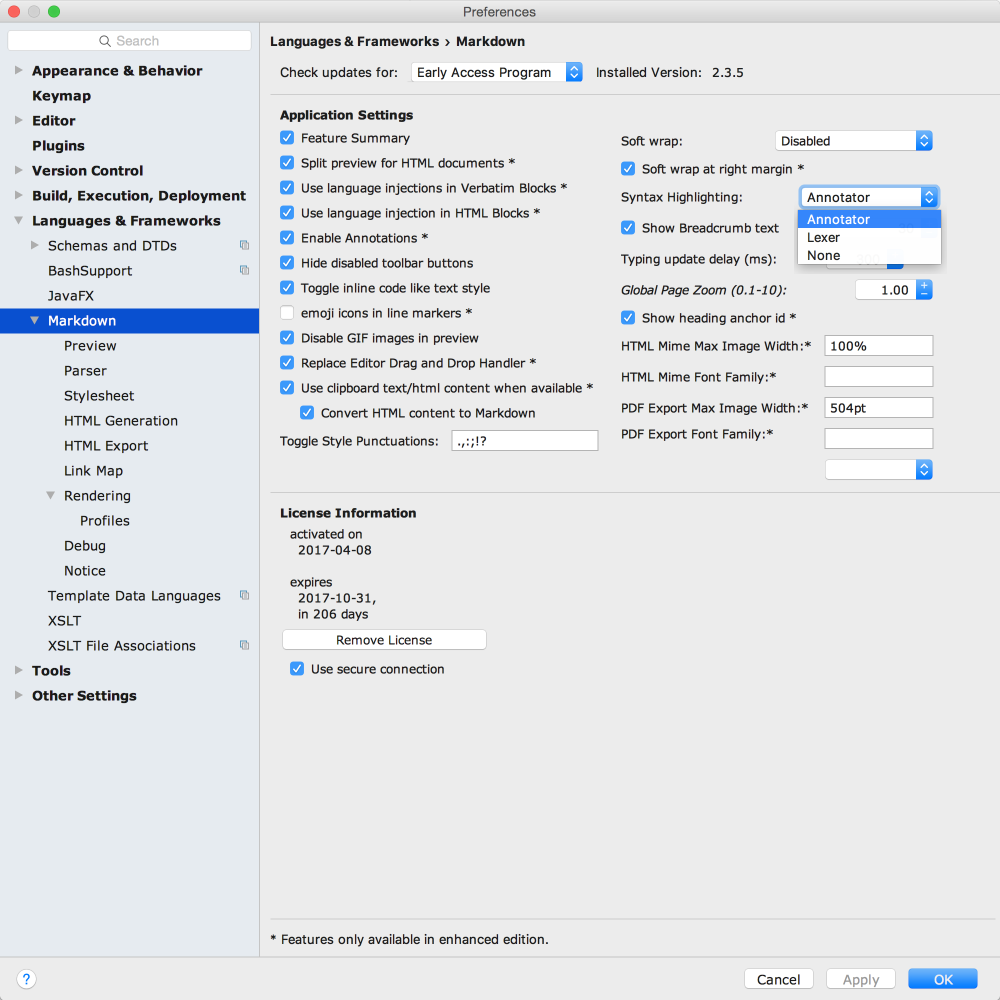 Preferences
Search
Appearance & Behavior
Keymap
Editor
Plugins
Version Control
Build, Execution, Deployment
Languages & Frameworks
Schemas and DTDs
BashSupport
JavaFX
Markdown
Preview
Parser
Stylesheet
HTML Generation
HTML Export
Link Map
Rendering
Profiles
Debug
Notice
Template Data Languages
XSLT
XSLT File Associations
Tools
Other Settings
Languages & Frameworks › Markdown
Check updates for: Early Access Program Installed Version: 2.3.5
Application Settings
Feature Summary
Split preview for HTML documents *
Use language injections in Verbatim Blocks *
Use language injection in HTML Blocks *
Enable Annotations *
Hide disabled toolbar buttons
Toggle inline code like text style
emoji icons in line markers *
Disable GIF images in preview
Replace Editor Drag and Drop Handler *
Use clipboard text/html content when available *
Convert HTML content to Markdown
Toggle Style Punctuations: .,:;!?
Soft wrap: Disabled
Soft wrap at right margin *
Syntax Highlighting: Annotator
Annotator
Lexer
None
Show Breadcrumb text
Typing update delay (ms):
Global Page Zoom (0.1-10): 1.00
Show heading anchor id *
HTML Mime Max Image Width:* 100%
HTML Mime Font Family:*
PDF Export Max Image Width:* 504pt
PDF Export Font Family:*
License Information
activated on
2017-04-08
expires
2017-10-31,
in 206 days
Remove License
Use secure connection
* Features only available in enhanced edition.
?
Cancel
Apply
OK